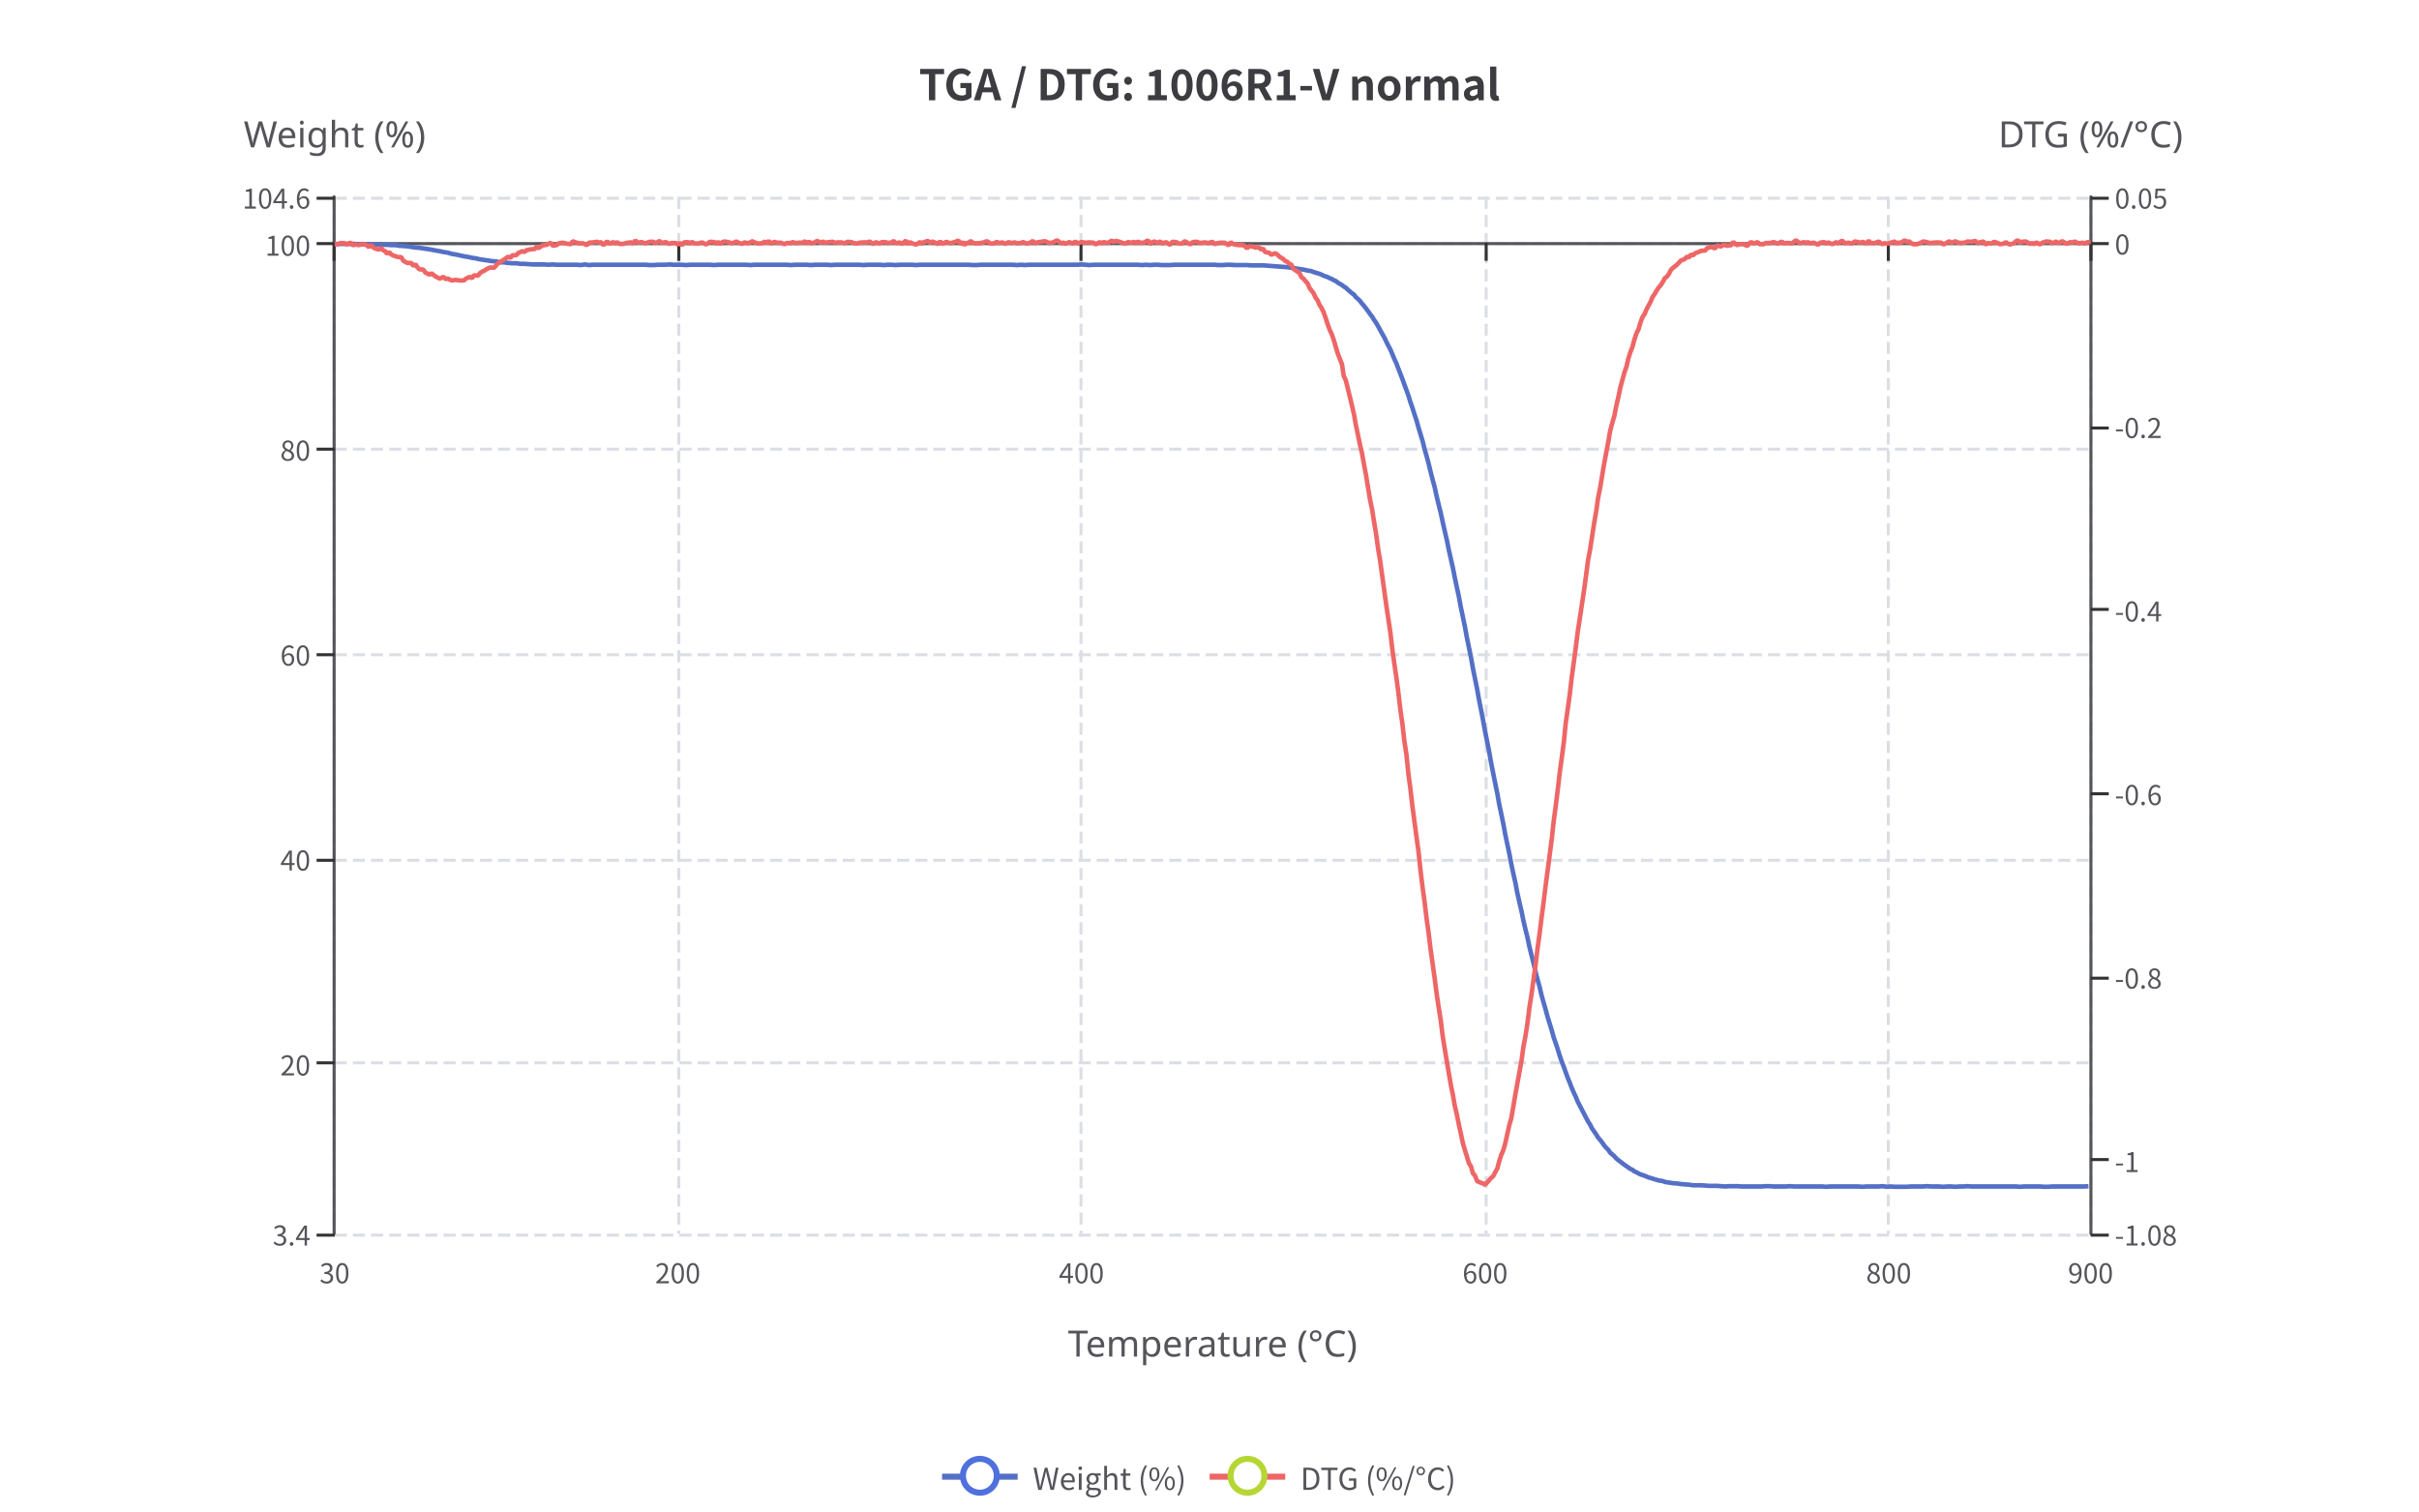 TGA / DTG: 1006R1-V normal
Weight (%)
DTG (%/°C)
104.6
100
80
60
40
20
3.4
0.05
0
-0.2
-0.4
-0.6
-0.8
-1
-1.08
30 200 400 600 800 900
Temperature (°C)
Weight (%) DTG (%/°C)